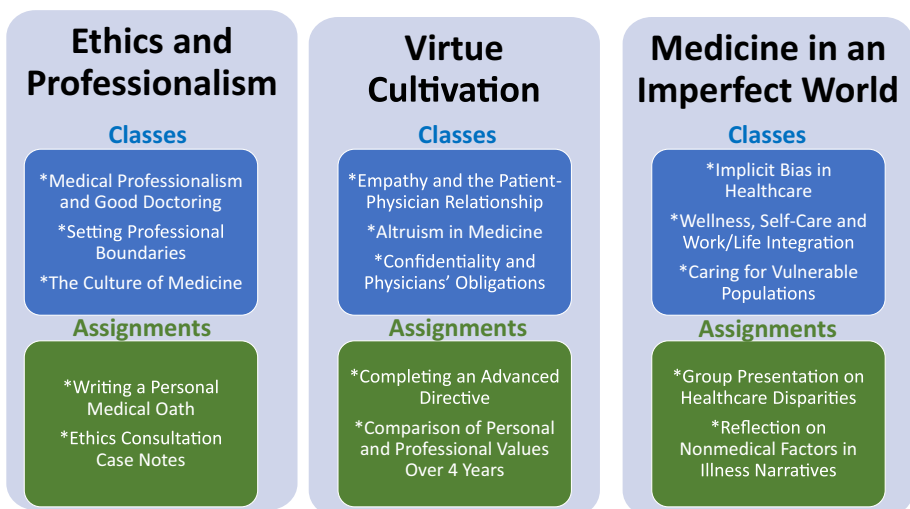 Ethics and
Professionalism
Classes
*Medical Professionalism
and Good Doctoring
*Setting Professional
Boundaries
*The Culture of Medicine
Assignments
*Writing a Personal
Medical Oath
*Ethics Consultation
Case Notes
Virtue
Cultivation
Classes
*Empathy and the Patient-
Physician Relationship
*Altruism in Medicine
*Confidentiality and
Physicians’ Obligations
Assignments
*Completing an Advanced
Directive
*Comparison of Personal
and Professional Values
Over 4 Years
Medicine in an
Imperfect World
Classes
*Implicit Bias in
Healthcare
*Wellness, Self-Care and
Work/Life Integration
*Caring for Vulnerable
Populations
Assignments
*Group Presentation on
Healthcare Disparities
*Reflection on
Nonmedical Factors in
Illness Narratives